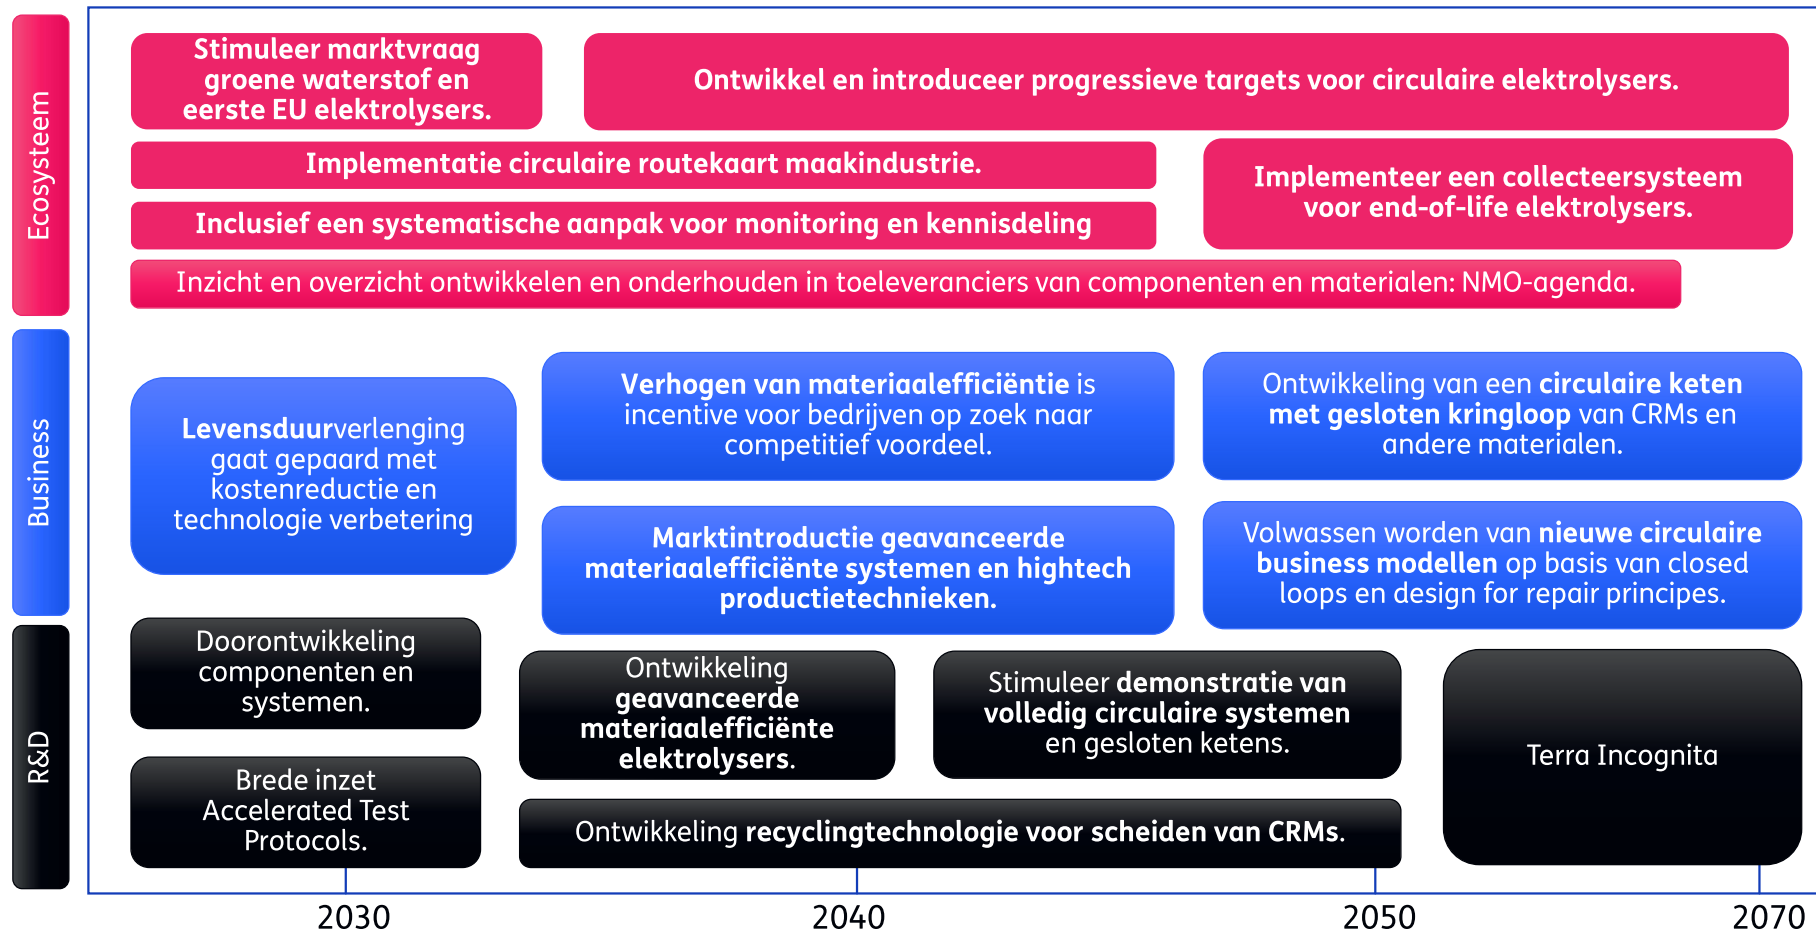 Ecosysteem
Stimuleer marktvraag
groene waterstof en
eerste EU elektrolysers.
Ontwikkel en introduceer progressieve targets voor circulaire elektrolysers.
Implementatie circulaire routekaart maakindustrie.
Inclusief een systematische aanpak voor monitoring en kennisdeling
Implementeer een collecteersysteem
voor end-of-life elektrolysers.
Inzicht en overzicht ontwikkelen en onderhouden in toeleveranciers van componenten en materialen: NMO-agenda.
Business
Levensduurverlenging
gaat gepaard met
kostenreductie en
technologie verbetering
Verhogen van materiaalefficiëntie is
incentive voor bedrijven op zoek naar
competitief voordeel.
Ontwikkeling van een circulaire keten
met gesloten kringloop van CRMs en
andere materialen.
Marktintroductie geavanceerde
materiaalefficiënte systemen en hightech
productietechnieken.
Volwassen worden van nieuwe circulaire
business modellen op basis van closed
loops en design for repair principes.
R&D
Doorontwikkeling
componenten en
systemen.
Brede inzet
Accelerated Test
Protocols.
Ontwikkeling
geavanceerde
materiaalefficiënte
elektrolysers.
Stimuleer demonstratie van
volledig circulaire systemen
en gesloten ketens.
Ontwikkeling recyclingtechnologie voor scheiden van CRMs.
Terra Incognita
2030
2040
2050
2070